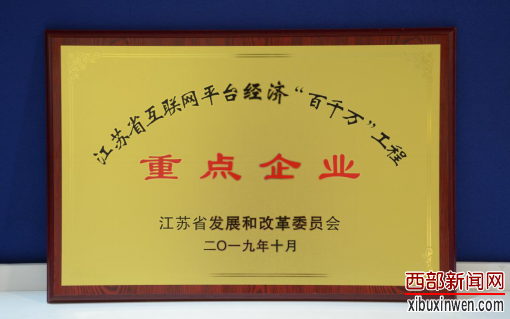 江苏省互联网平台经济“百千万”工程
重点企业
江苏省发展和改革委员会
二〇一九年十月
西部新闻网
xibuxinwen.com